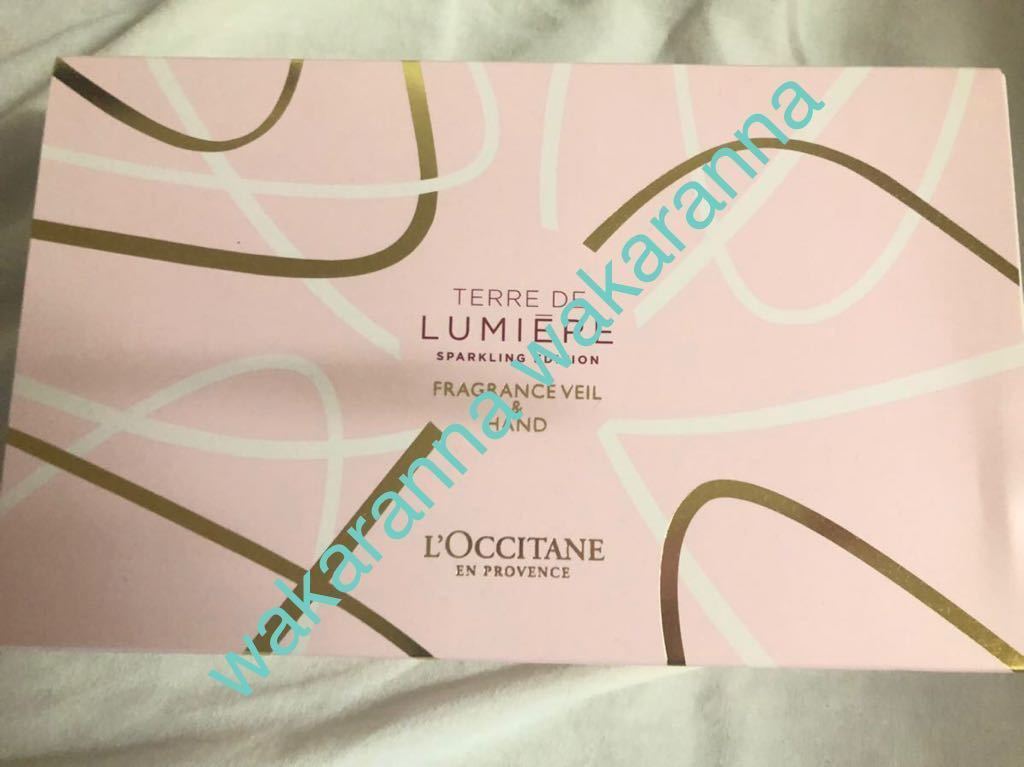 TERRE DE
LUMIÈRE
SPARKLING EDITION
FRAGRANCE VEIL
&
HAND
L'OCCITANE
EN PROVENCE
wakaranna wakaranna